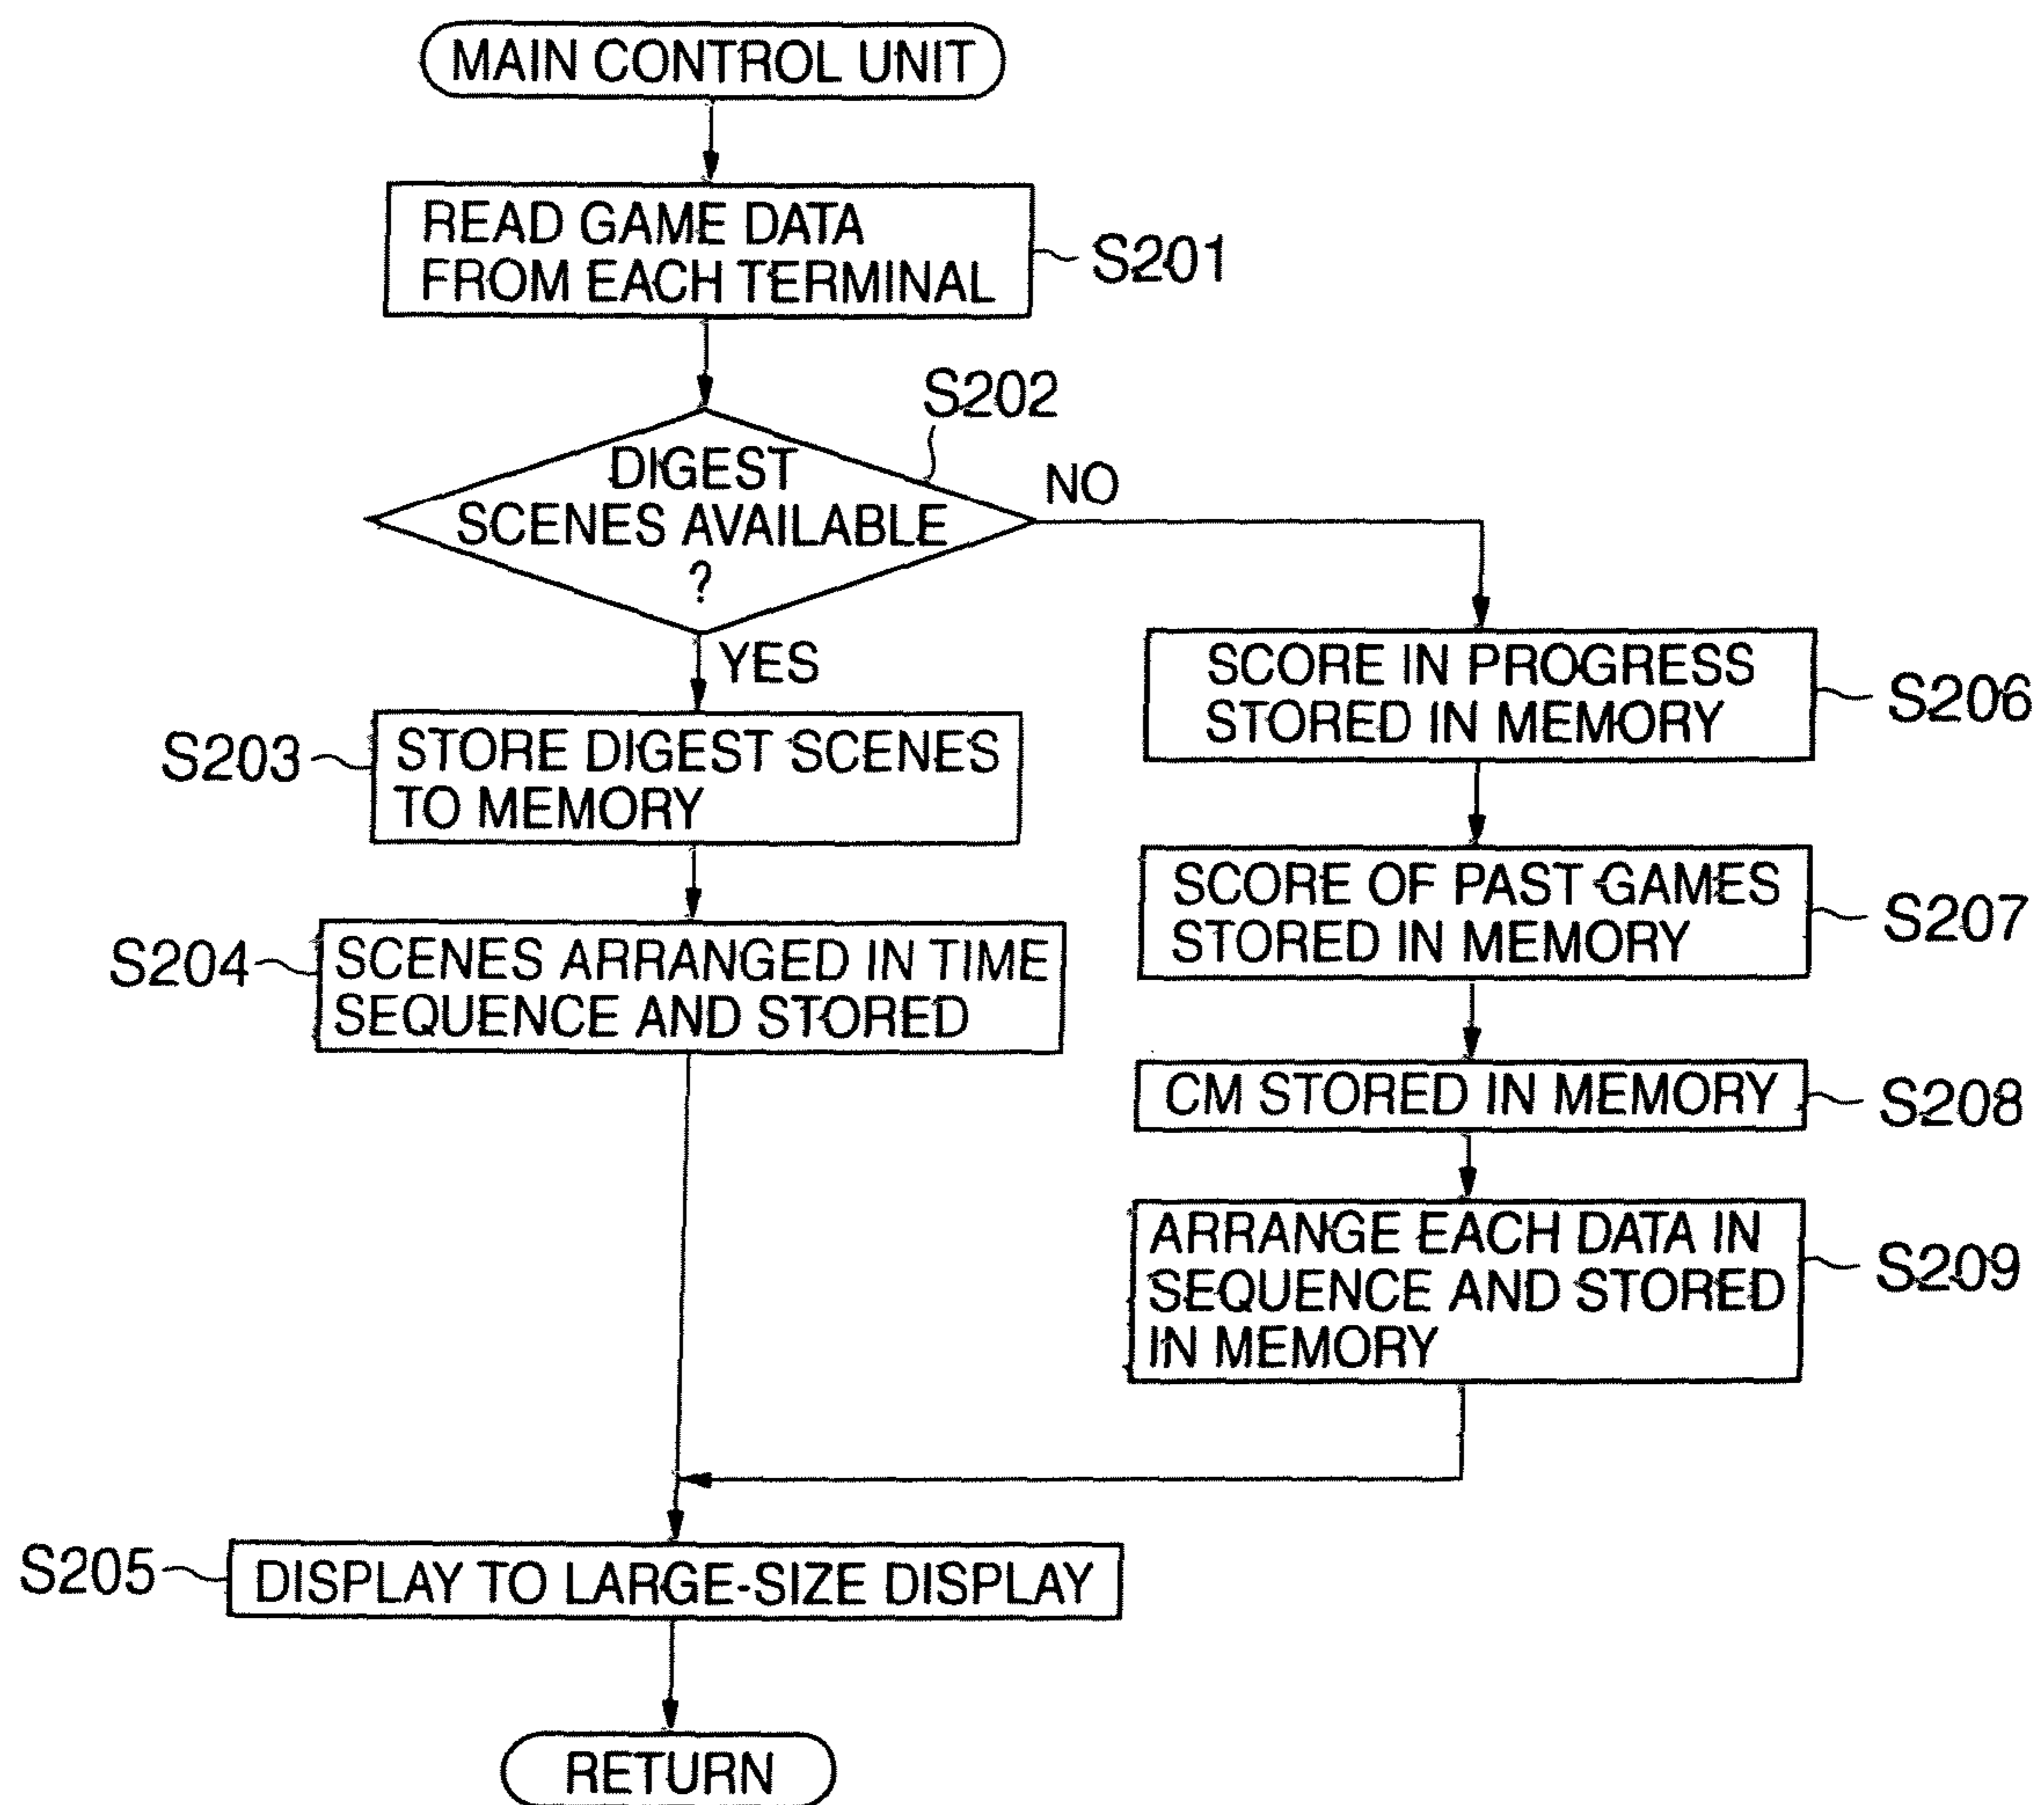 MAIN CONTROL UNIT
READ GAME DATA
FROM EACH TERMINAL
S201
S202
DIGEST
SCENES AVAILABLE
?
NO
YES
S203
STORE DIGEST SCENES
TO MEMORY
S204
SCENES ARRANGED IN TIME
SEQUENCE AND STORED
SCORE IN PROGRESS
STORED IN MEMORY
S206
SCORE OF PAST GAMES
STORED IN MEMORY
S207
CM STORED IN MEMORY
S208
ARRANGE EACH DATA IN
SEQUENCE AND STORED
IN MEMORY
S209
S205
DISPLAY TO LARGE-SIZE DISPLAY
RETURN